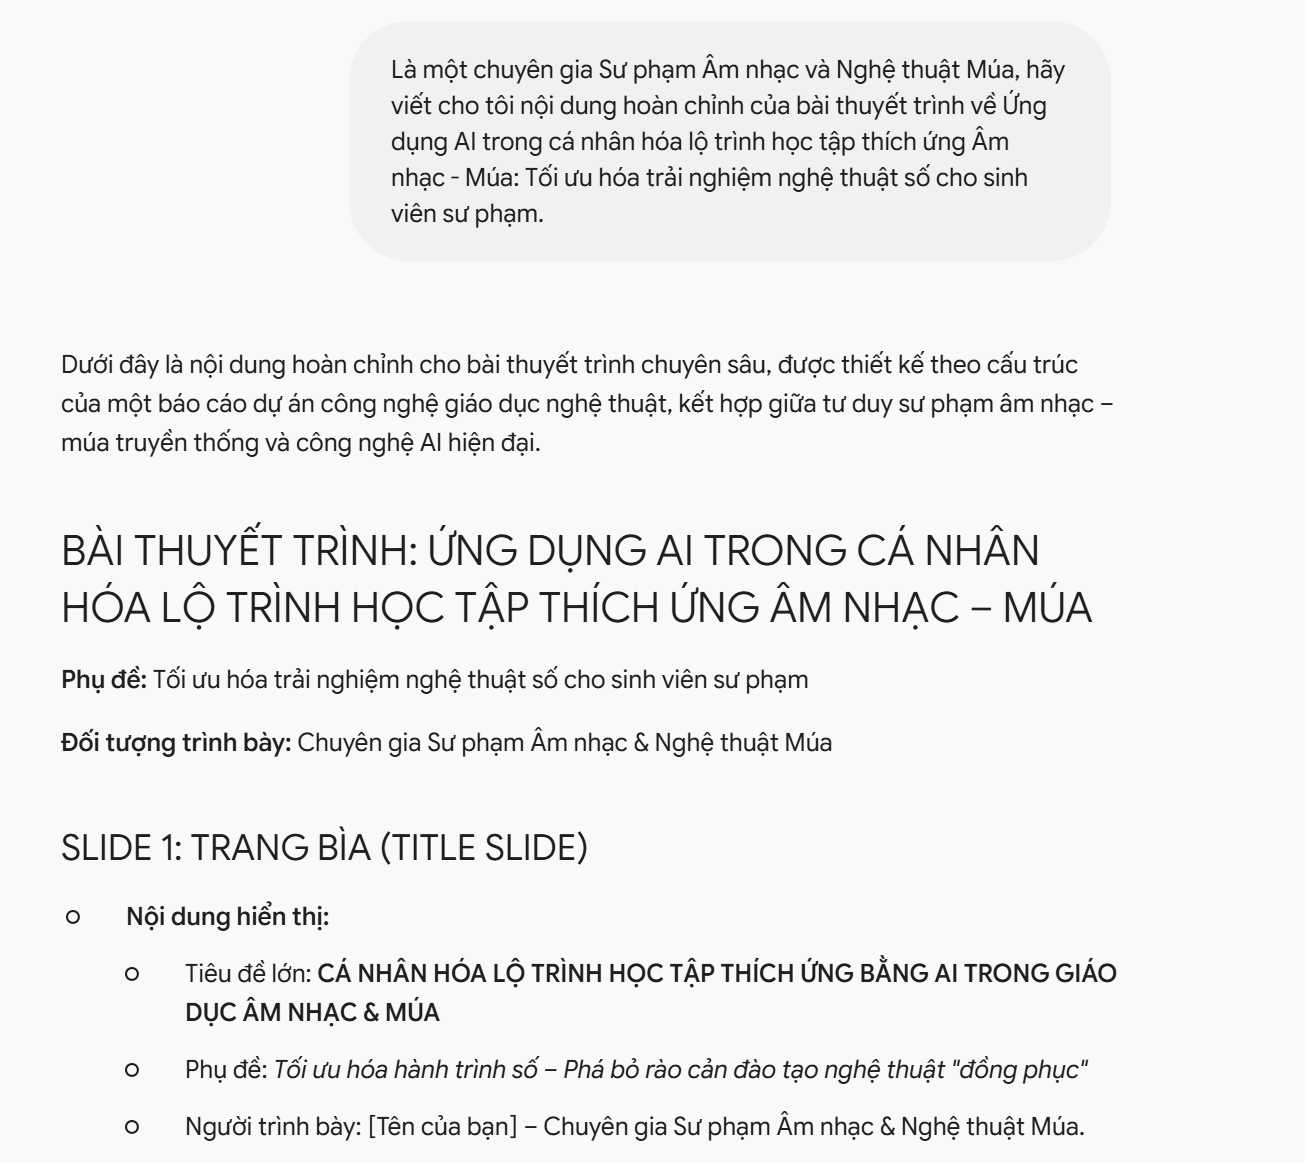 Là một chuyên gia Sư phạm Âm nhạc và Nghệ thuật Múa, hãy
viết cho tôi nội dung hoàn chỉnh của bài thuyết trình về Ứng
dụng AI trong cá nhân hóa lộ trình học tập thích ứng Âm
nhạc - Múa: Tối ưu hóa trải nghiệm nghệ thuật số cho sinh
viên sư phạm.
Dưới đây là nội dung hoàn chỉnh cho bài thuyết trình chuyên sâu, được thiết kế theo cấu trúc
của một báo cáo dự án công nghệ giáo dục nghệ thuật, kết hợp giữa tư duy sư phạm âm nhạc –
múa truyền thống và công nghệ AI hiện đại.
BÀI THUYẾT TRÌNH: ỨNG DỤNG AI TRONG CÁ NHÂN
HÓA LỘ TRÌNH HỌC TẬP THÍCH ỨNG ÂM NHẠC – MÚA
Phụ đề: Tối ưu hóa trải nghiệm nghệ thuật số cho sinh viên sư phạm
Đối tượng trình bày: Chuyên gia Sư phạm Âm nhạc & Nghệ thuật Múa
SLIDE 1: TRANG BÌA (TITLE SLIDE)
Nội dung hiển thị:
Tiêu đề lớn: CÁ NHÂN HÓA LỘ TRÌNH HỌC TẬP THÍCH ỨNG BẰNG AI TRONG GIÁO
DỤC ÂM NHẠC & MÚA
Phụ đề: Tối ưu hóa hành trình số – Phá bỏ rào cản đào tạo nghệ thuật "đồng phục"
Người trình bày: [Tên của bạn] – Chuyên gia Sư phạm Âm nhạc & Nghệ thuật Múa.